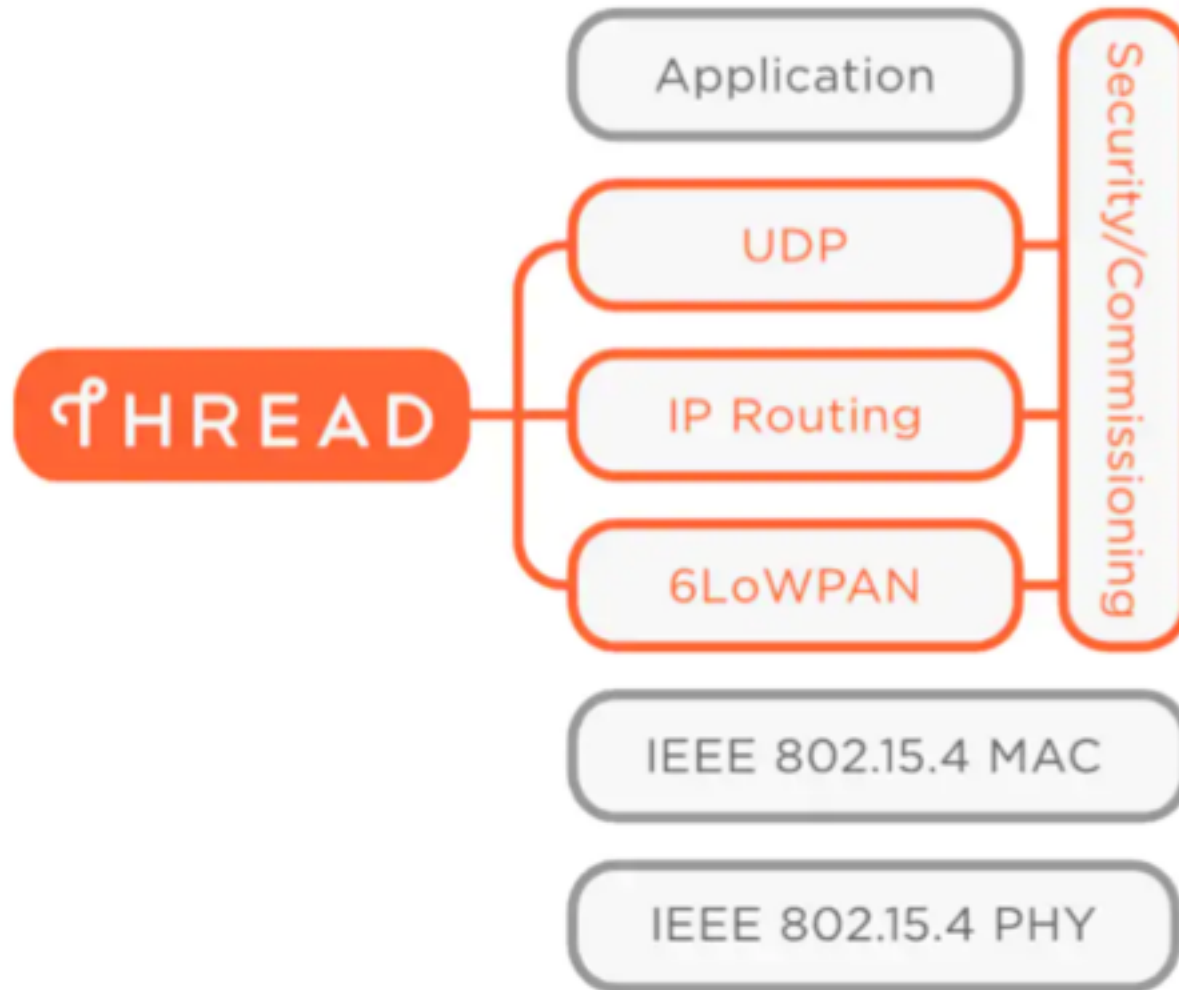 Application
Security/Commissioning
UDP
THREAD
IP Routing
6LoWPAN
IEEE 802.15.4 MAC
IEEE 802.15.4 PHY